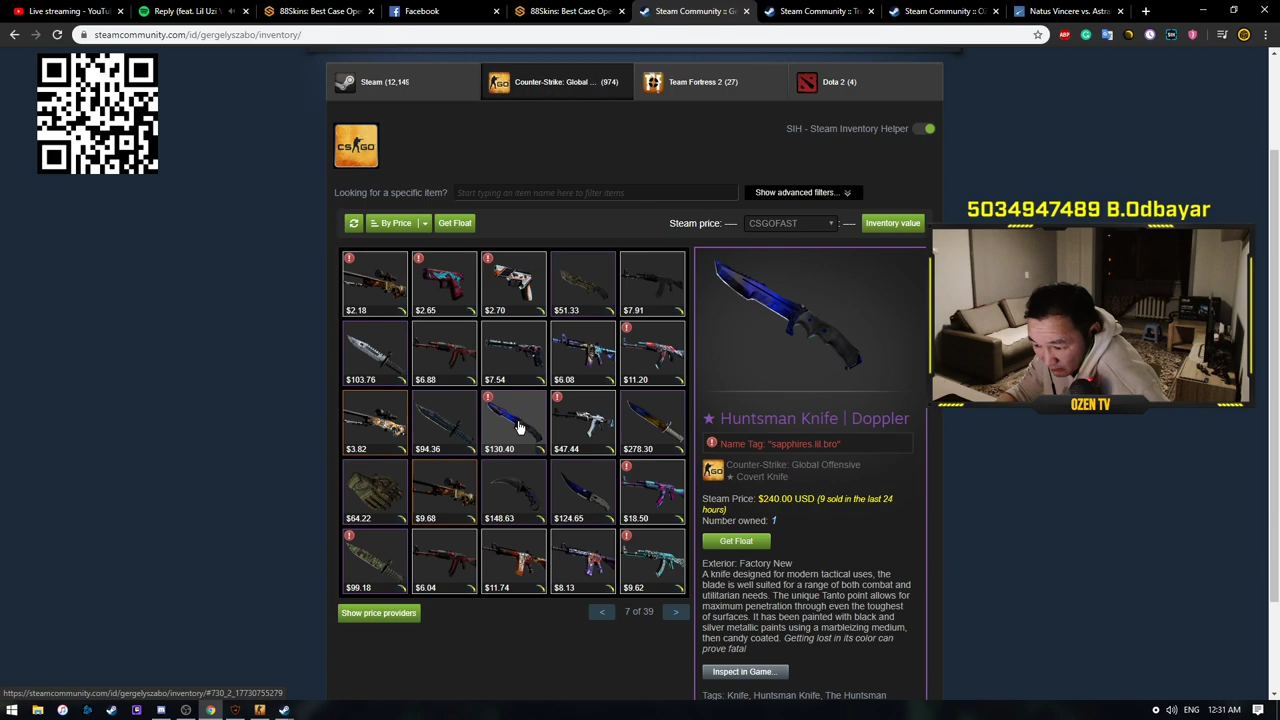 Live streaming - YouTu
Reply (feat. Lil Uzi V
88Skins: Best Case Ope
Facebook
88Skins: Best Case Ope
Steam Community :: Ge
Steam Community :: Tr
Steam Community :: Oz
Natus Vincere vs. Astra
steamcommunity.com/id/gergelyszabo/inventory/
Steam (12,149
Counter-Strike: Global ... (974)
Team Fortress 2 (27)
Dota 2 (4)
CS:GO
SIH - Steam Inventory Helper
Looking for a specific item?
Start typing an item name here to filter items
Show advanced filters...
By Price
Get Float
Steam price: ----
CSGOFAST
: ----
Inventory value
5034947489 B.Odbayar
$2.18
$2.65
$2.70
$51.33
$7.91
$103.76
$6.88
$7.54
$6.08
$11.20
$3.82
$94.36
$130.40
$47.44
$278.30
$64.22
$9.68
$148.63
$124.65
$18.50
$99.18
$6.04
$11.74
$8.13
$9.62
OZEN TV
★ Huntsman Knife | Doppler
Name Tag: "sapphires.lil.bro"
Counter-Strike: Global Offensive
★ Covert Knife
Steam Price: $240.00 USD (9 sold in the last 24
hours)
Number owned: 1
Get Float
Exterior: Factory New
A knife designed for modern tactical uses, the
blade is well suited for a range of both combat and
utilitarian needs. The unique Tanto point allows for
maximum penetration through even the toughest
of surfaces. It has been painted with black and
silver metallic paints using a marbleizing medium,
then candy coated. Getting lost in its color can
prove fatal
Inspect in Game...
Tags: Knife, Huntsman Knife, The Huntsman
Show price providers
<
7 of 39
>
https://steamcommunity.com/id/gergelyszabo/inventory/#730_2_17730755279
ENG
12:31 AM